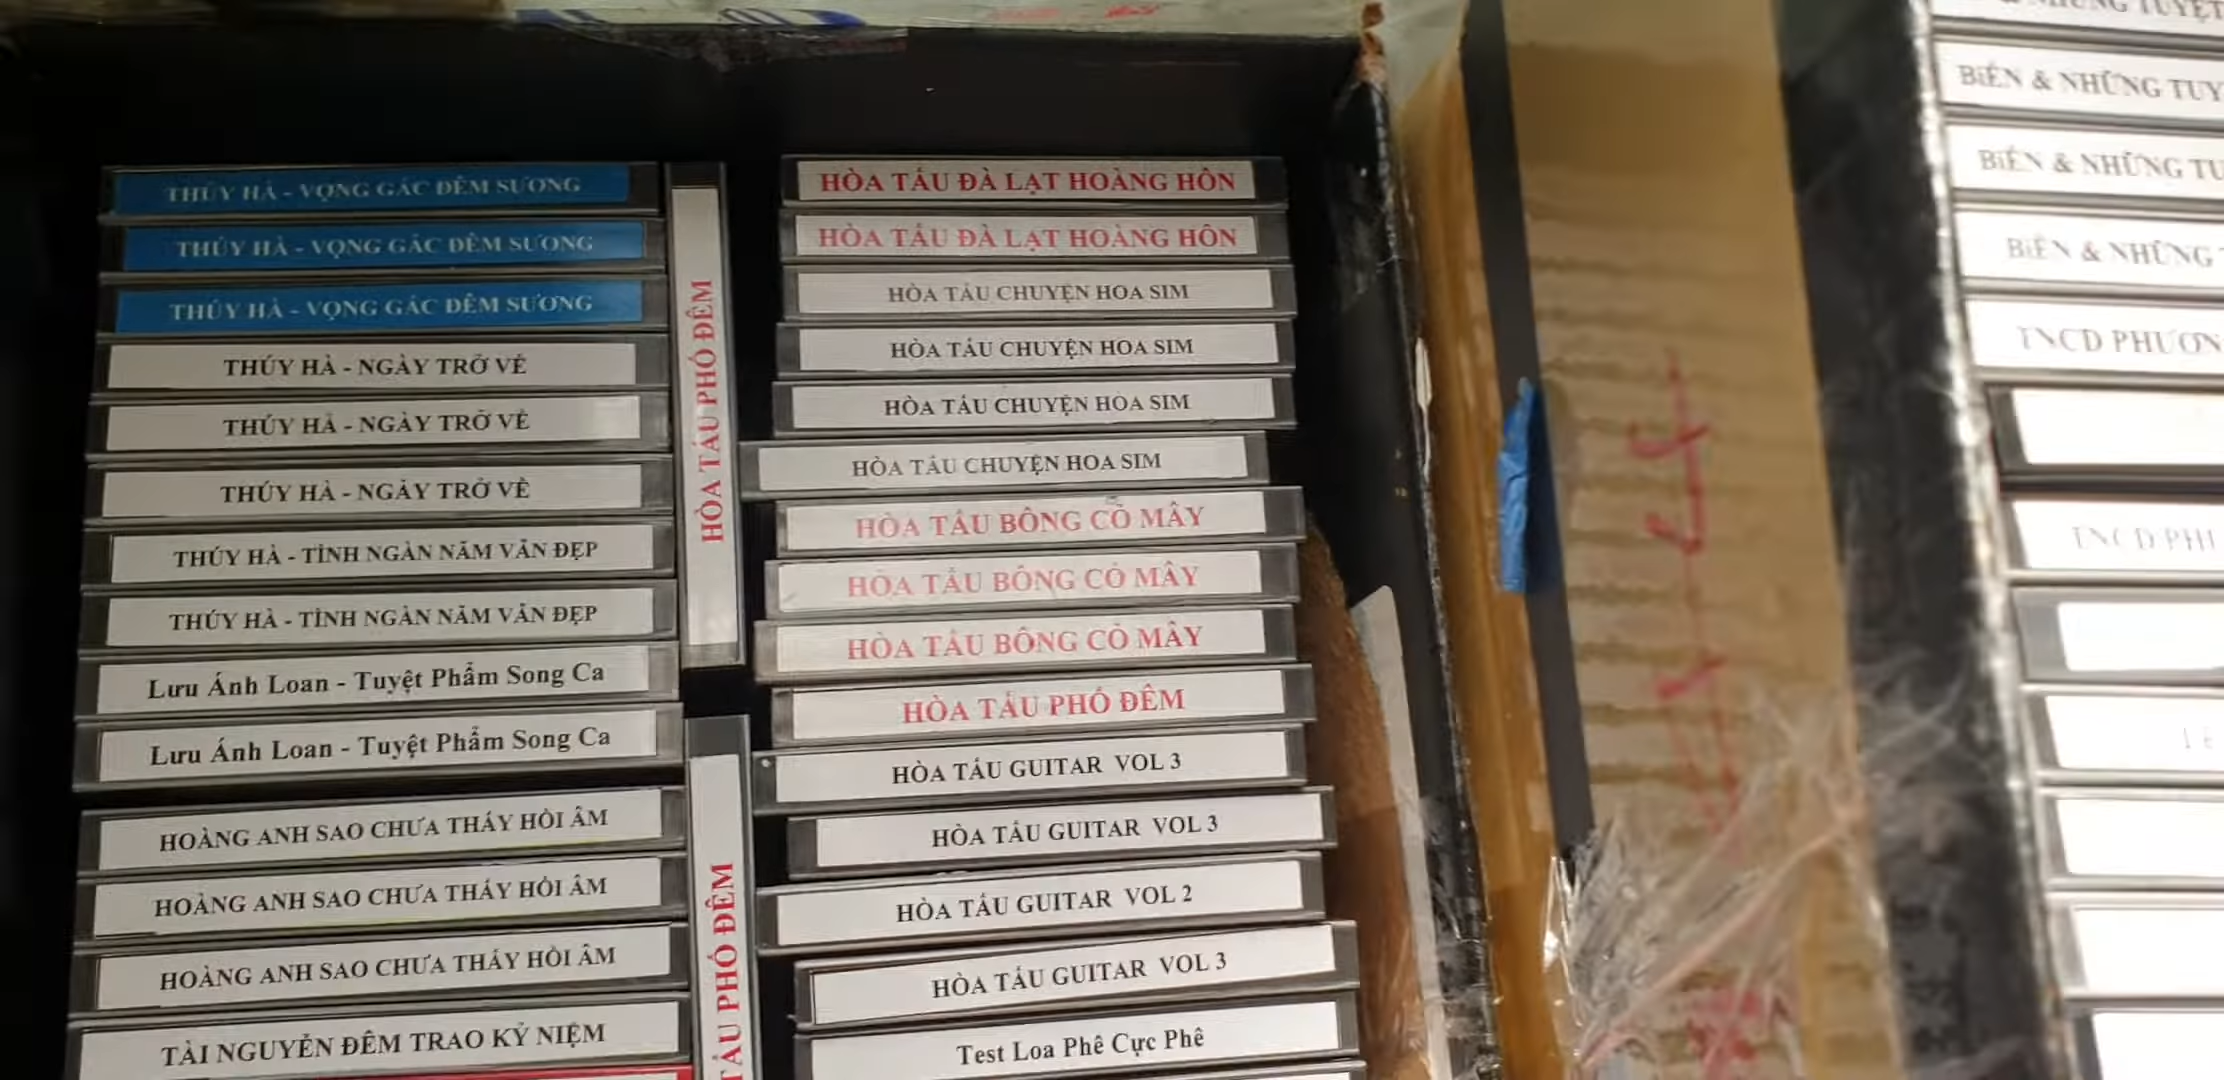 THÚY HÀ - VỌNG GÁC ĐÊM SƯƠNG
THÚY HÀ - VỌNG GÁC ĐÊM SƯƠNG
THÚY HÀ - VỌNG GÁC ĐÊM SƯƠNG
THÚY HÀ - NGÀY TRỞ VỀ
THÚY HÀ - NGÀY TRỞ VỀ
THÚY HÀ - NGÀY TRỞ VỀ
THÚY HÀ - TÌNH NGÀN NĂM VẪN ĐẸP
THÚY HÀ - TÌNH NGÀN NĂM VẪN ĐẸP
Lưu Ánh Loan - Tuyệt Phẩm Song Ca
Lưu Ánh Loan - Tuyệt Phẩm Song Ca
HOÀNG ANH SAO CHƯA THẤY HỒI ÂM
HOÀNG ANH SAO CHƯA THẤY HỒI ÂM
HOÀNG ANH SAO CHƯA THẤY HỒI ÂM
TÀI NGUYỄN ĐÊM TRAO KỶ NIỆM
HÒA TẤU PHỐ ĐÊM
TẤU PHỐ ĐÊM
HÒA TẤU ĐÀ LẠT HOÀNG HÔN
HÒA TẤU ĐÀ LẠT HOÀNG HÔN
HÒA TẤU CHUYỆN HOA SIM
HÒA TẤU CHUYỆN HOA SIM
HÒA TẤU CHUYỆN HOA SIM
HÒA TẤU CHUYỆN HOA SIM
HÒA TẤU BÔNG CỎ MÂY
HÒA TẤU BÔNG CỎ MÂY
HÒA TẤU BÔNG CỎ MÂY
HÒA TẤU PHỐ ĐÊM
HÒA TẤU GUITAR VOL 3
HÒA TẤU GUITAR VOL 3
HÒA TẤU GUITAR VOL 2
HÒA TẤU GUITAR VOL 3
Test Loa Phê Cực Phê
& NHỮNG TUYỆT
BIỂN & NHỮNG TUY
BIỂN & NHỮNG TU
BIỂN & NHỮNG
TNCD PHƯƠN
TNCD PHƯ